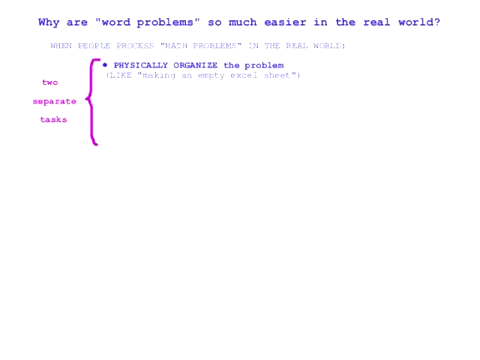 Why are "word problems" so much easier in the real world?
WHEN PEOPLE PROCESS "MATH PROBLEMS" IN THE REAL WORLD:
• PHYSICALLY ORGANIZE the problem
(LIKE "making an empty excel sheet")
two
separate
tasks